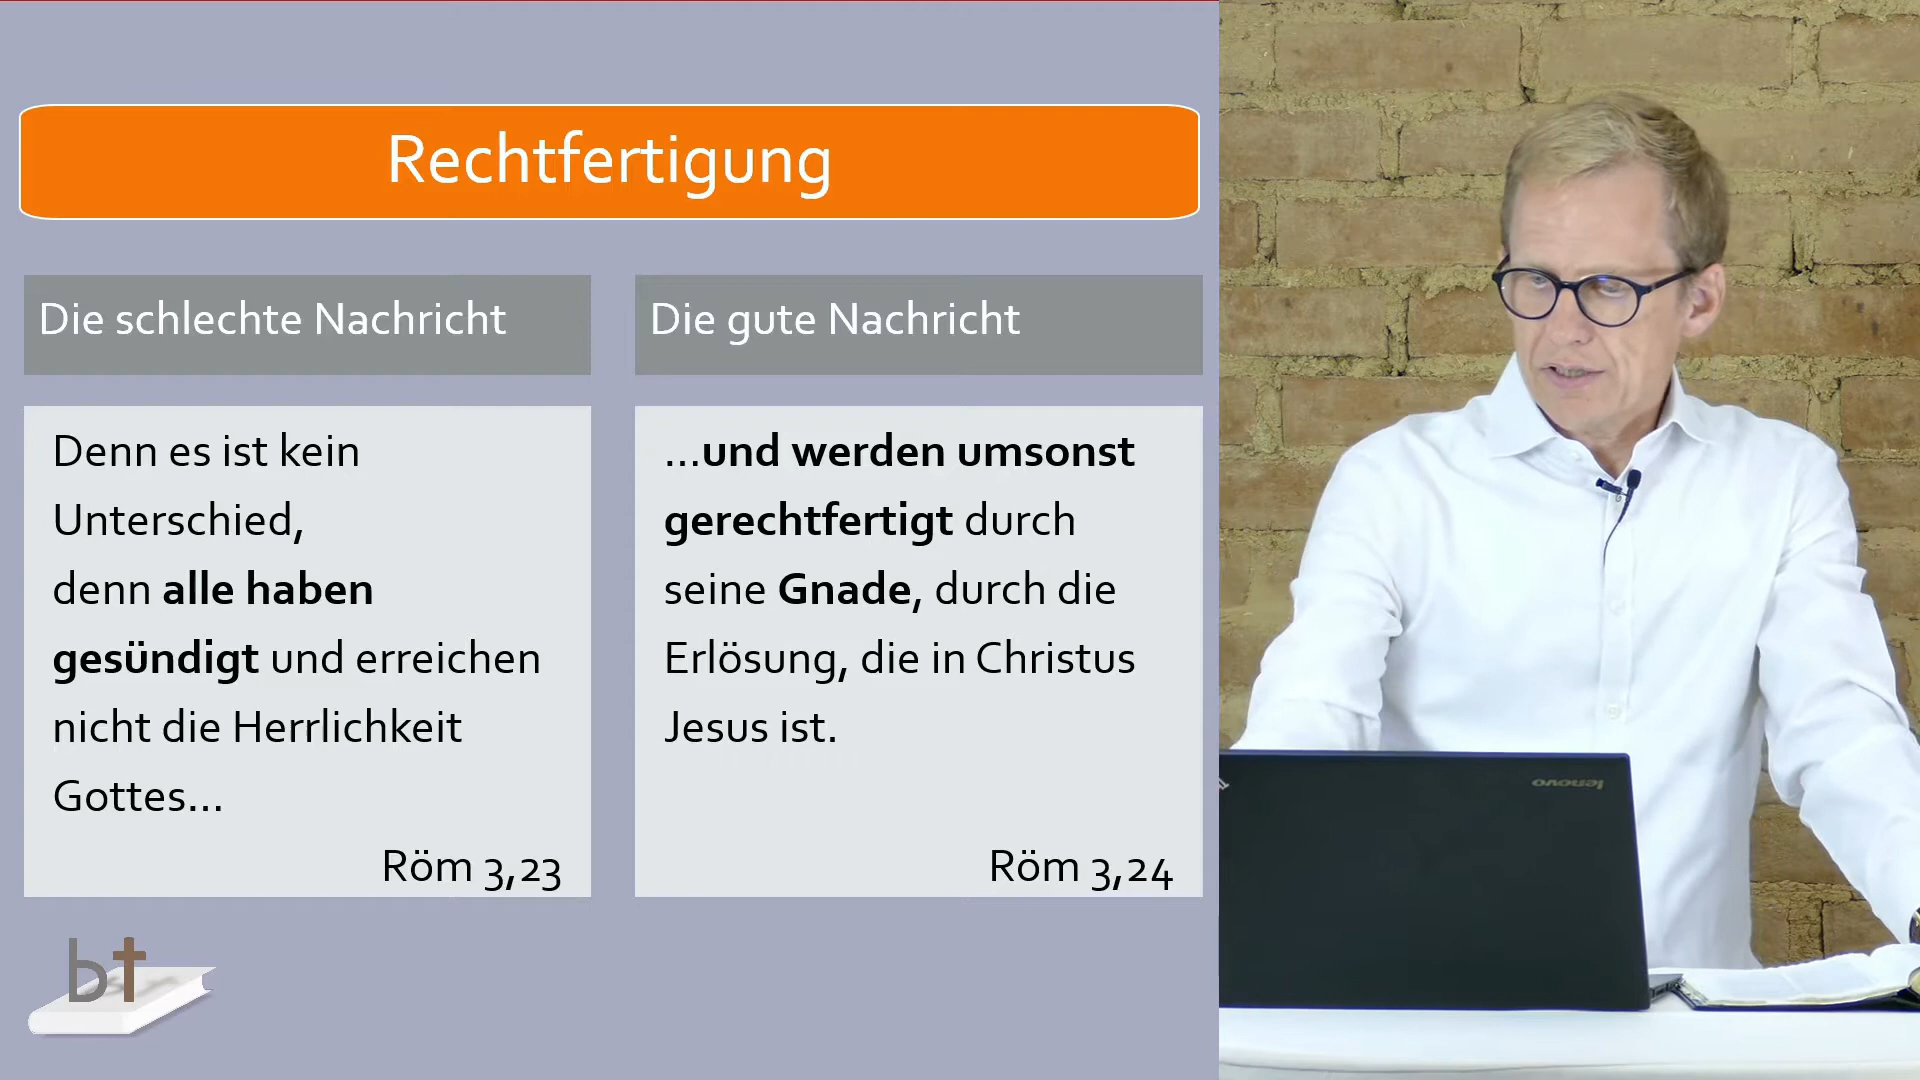 Rechtfertigung
Die schlechte Nachricht
Denn es ist kein
Unterschied,
denn alle haben
gesündigt und erreichen
nicht die Herrlichkeit
Gottes...
Röm 3,23
Die gute Nachricht
...und werden umsonst
gerechtfertigt durch
seine Gnade, durch die
Erlösung, die in Christus
Jesus ist.
Röm 3,24
bt
lenovo